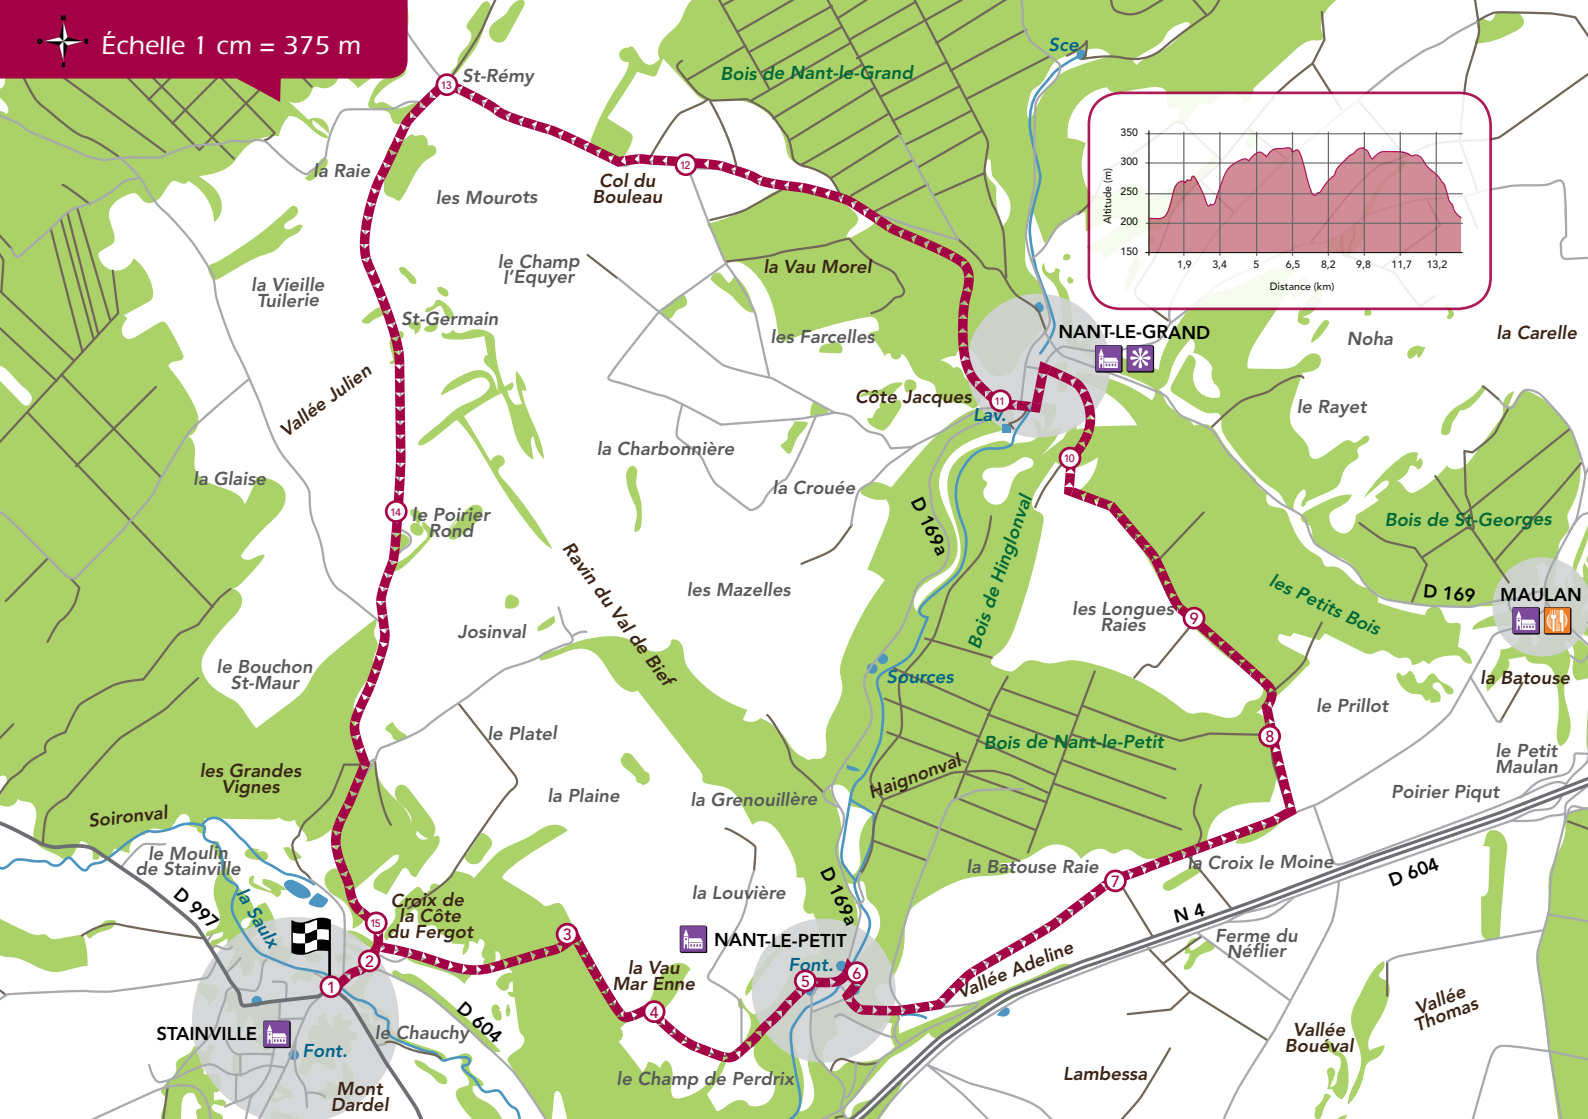 Échelle 1 cm = 375 m
Sce
Bois de Nant-le-Grand
13
St-Rémy
350
300
250
200
150
Altitude (m)
1,9
3,4
5
6,5
8,2
9,8
11,7
13,2
Distance (km)
12
Col du
Bouleau
la Raie
les Mourots
le Champ
l'Equyer
la Vau Morel
la Vieille
Tuilerie
St-Germain
les Farcelles
NANT-LE-GRAND
Noha
la Carelle
Vallée Julien
Côte Jacques
11
Lav.
le Rayet
la Charbonnière
10
la Glaise
la Crouée
14
le Poirier
Rond
D 169a
Bois de Hinglonval
Bois de St-Georges
Ravin du Val de Bief
les Mazelles
les Longues
Raies
9
les Petits Bois
D 169
MAULAN
Josinval
le Bouchon
St-Maur
Sources
la Batouse
le Prillot
le Platel
Bois de Nant-le-Petit
8
le Petit
Maulan
les Grandes
Vignes
Haignonval
la Plaine
la Grenouillère
Poirier Piqut
Soironval
le Moulin
de Stainville
la Batouse Raie
7
la Croix le Moine
D 604
D 997
la Saulx
Croix de
la Côte
du Fergot
15
la Louvière
D 169a
N 4
2
3
NANT-LE-PETIT
Ferme du
Néflier
la Vau
Mar Enne
Font.
5
6
Vallée Adeline
1
4
Vallée
Thomas
STAINVILLE
le Chauchy
D 604
Font.
Vallée
Bouéval
le Champ de Perdrix
Lambessa
Mont
Dardel